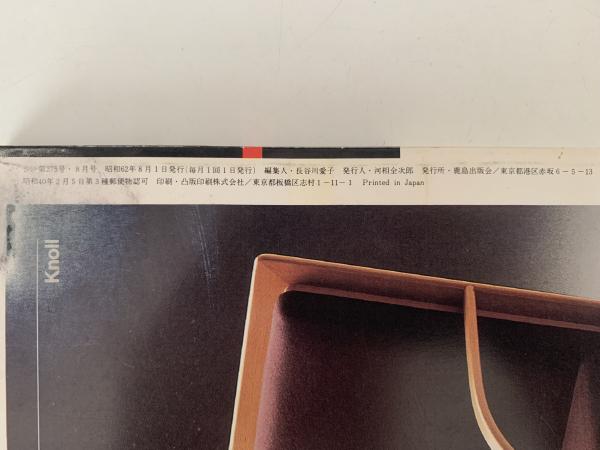 第275号・8月号 昭和62年8月1日発行(毎月1回1日発行) 編集人・長谷川愛子 発行人・河相全次郎 発行所・鹿島出版会／東京都港区赤坂6-5-13
昭和40年2月5日第3種郵便物認可 印刷・凸版印刷株式会社／東京都板橋区志村1-11-1 Printed in Japan
Knoll